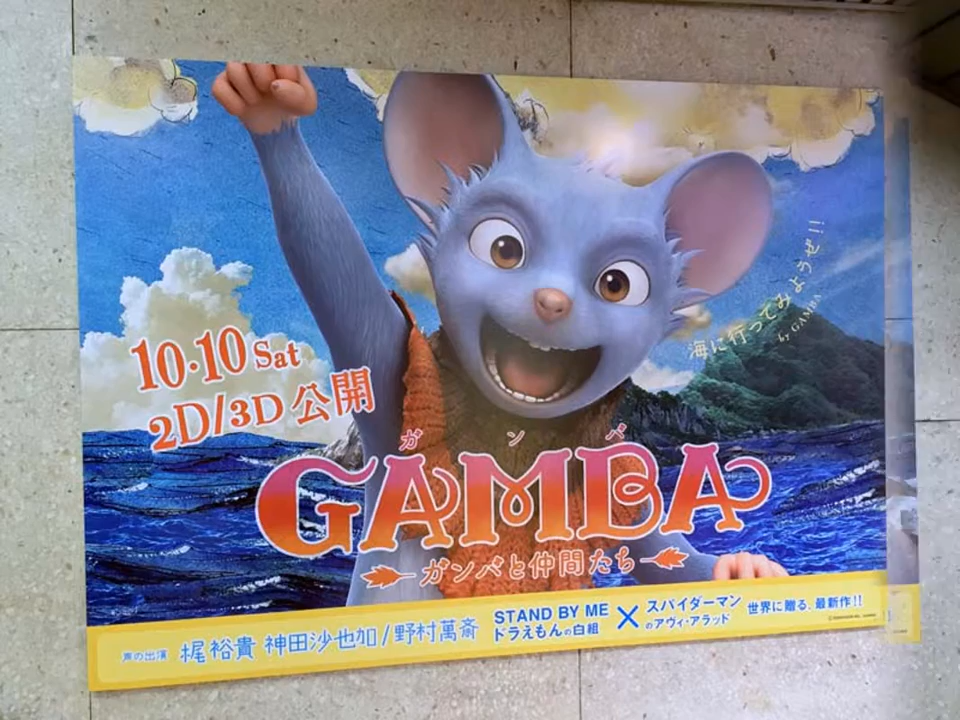 海に行ってみようぜ!!
by GAMBA
10・10 Sat
2D/3D 公開
ガンバ
GAMBA
ガンバと仲間たち
声の出演 梶裕貴 神田沙也加/野村萬斎
STAND BY ME
ドラえもんの白組
×
スパイダーマン
のアヴィ・アラッド
世界に贈る、最新作!!